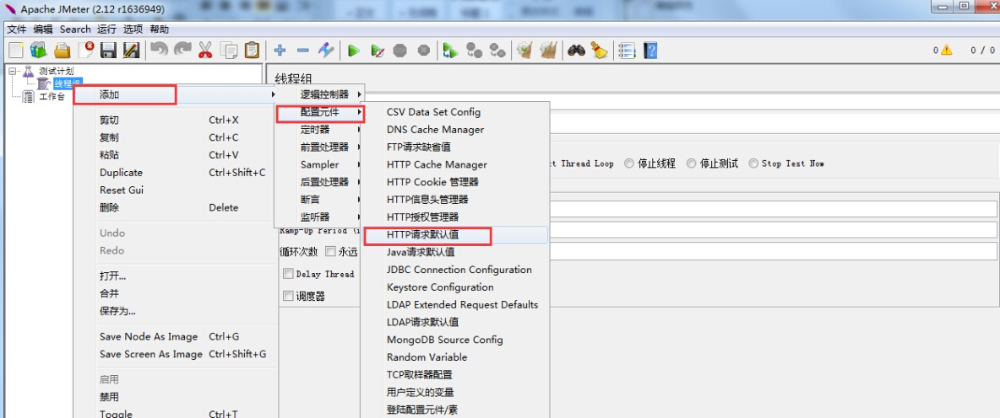 Apache JMeter (2.12 r1636949)
文件 编辑 Search 运行 选项 帮助
0 0 / 0
测试计划
线程组
工作台
线程组
添加
剪切 Ctrl+X
复制 Ctrl+C
粘贴 Ctrl+V
Duplicate Ctrl+Shift+C
Reset Gui
删除 Delete
Undo
Redo
打开...
合并
保存为...
Save Node As Image Ctrl+G
Save Screen As Image Ctrl+Shift+G
启用
禁用
Toggle Ctrl+T
逻辑控制器
配置元件
定时器
前置处理器
Sampler
后置处理器
断言
监听器
CSV Data Set Config
DNS Cache Manager
FTP请求缺省值
HTTP Cache Manager
HTTP Cookie 管理器
HTTP信息头管理器
HTTP授权管理器
HTTP请求默认值
Java请求默认值
JDBC Connection Configuration
Keystore Configuration
LDAP Extended Request Defaults
LDAP请求默认值
MongoDB Source Config
Random Variable
TCP取样器配置
用户定义的变量
登陆配置元件/素
Thread Loop 停止线程 停止测试 Stop Test Now
Ramp-Up Period
循环次数 永远
Delay Thread
调度器